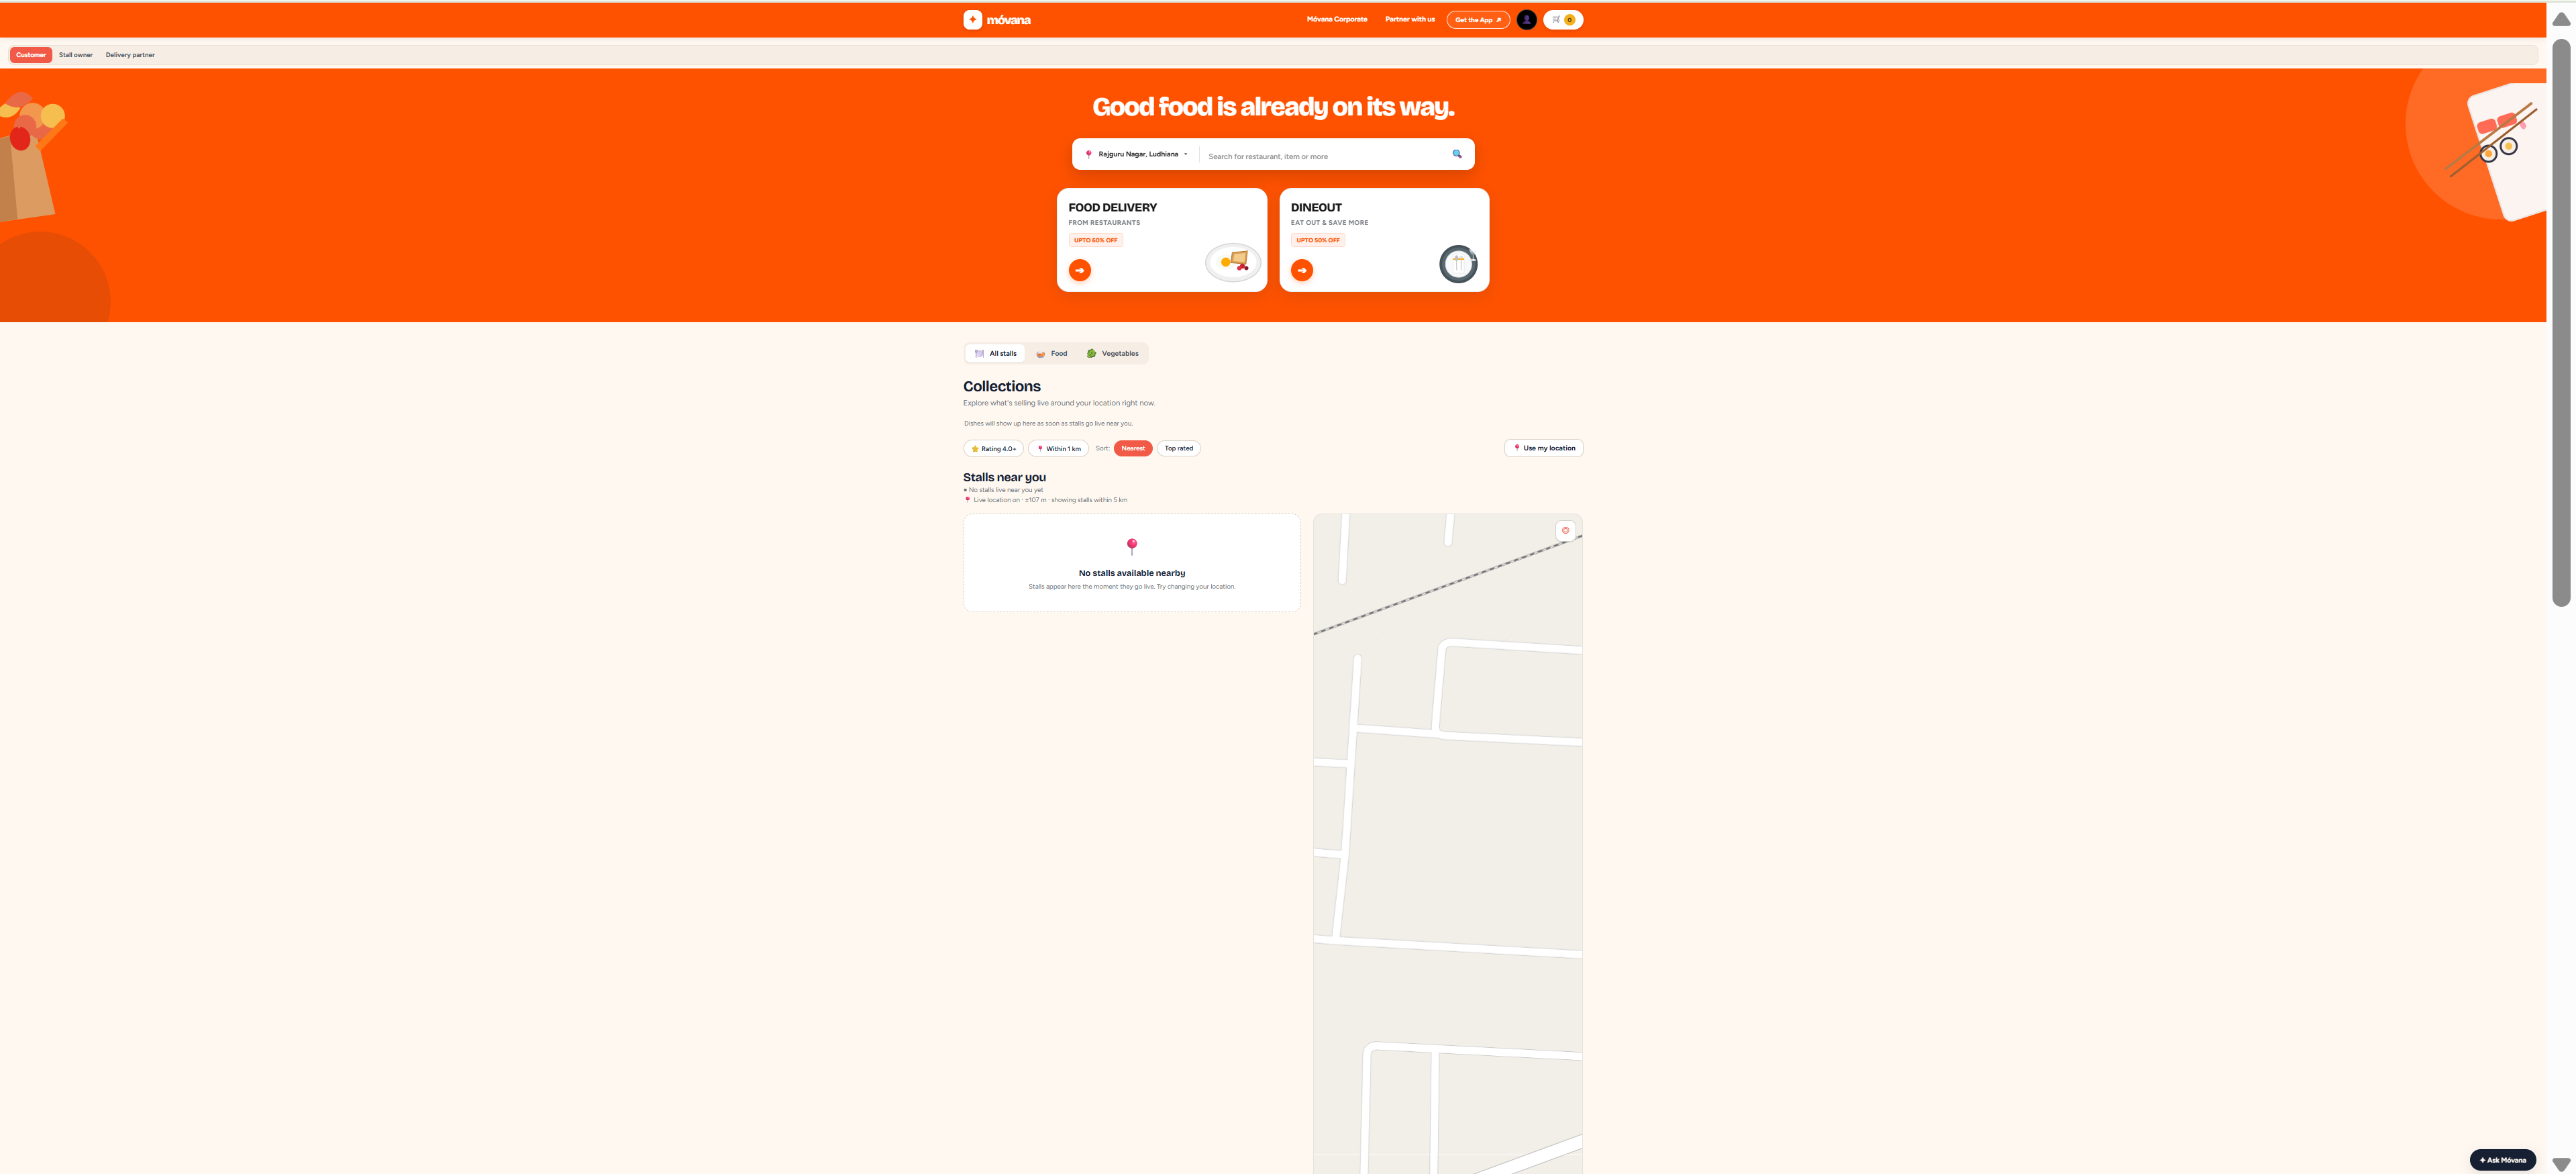 móvana
Móvana Corporate
Partner with us
Get the App ↗
0
Customer
Stall owner
Delivery partner
Good food is already on its way.
Rajguru Nagar, Ludhiana
Search for restaurant, item or more
FOOD DELIVERY
FROM RESTAURANTS
UPTO 60% OFF
DINEOUT
EAT OUT & SAVE MORE
UPTO 50% OFF
All stalls
Food
Vegetables
Collections
Explore what's selling live around your location right now.
Dishes will show up here as soon as stalls go live near you.
Rating 4.0+
Within 1 km
Sort:
Nearest
Top rated
Use my location
Stalls near you
• No stalls live near you yet
Live location on · ±107 m · showing stalls within 5 km
No stalls available nearby
Stalls appear here the moment they go live. Try changing your location.
✦ Ask Móvana